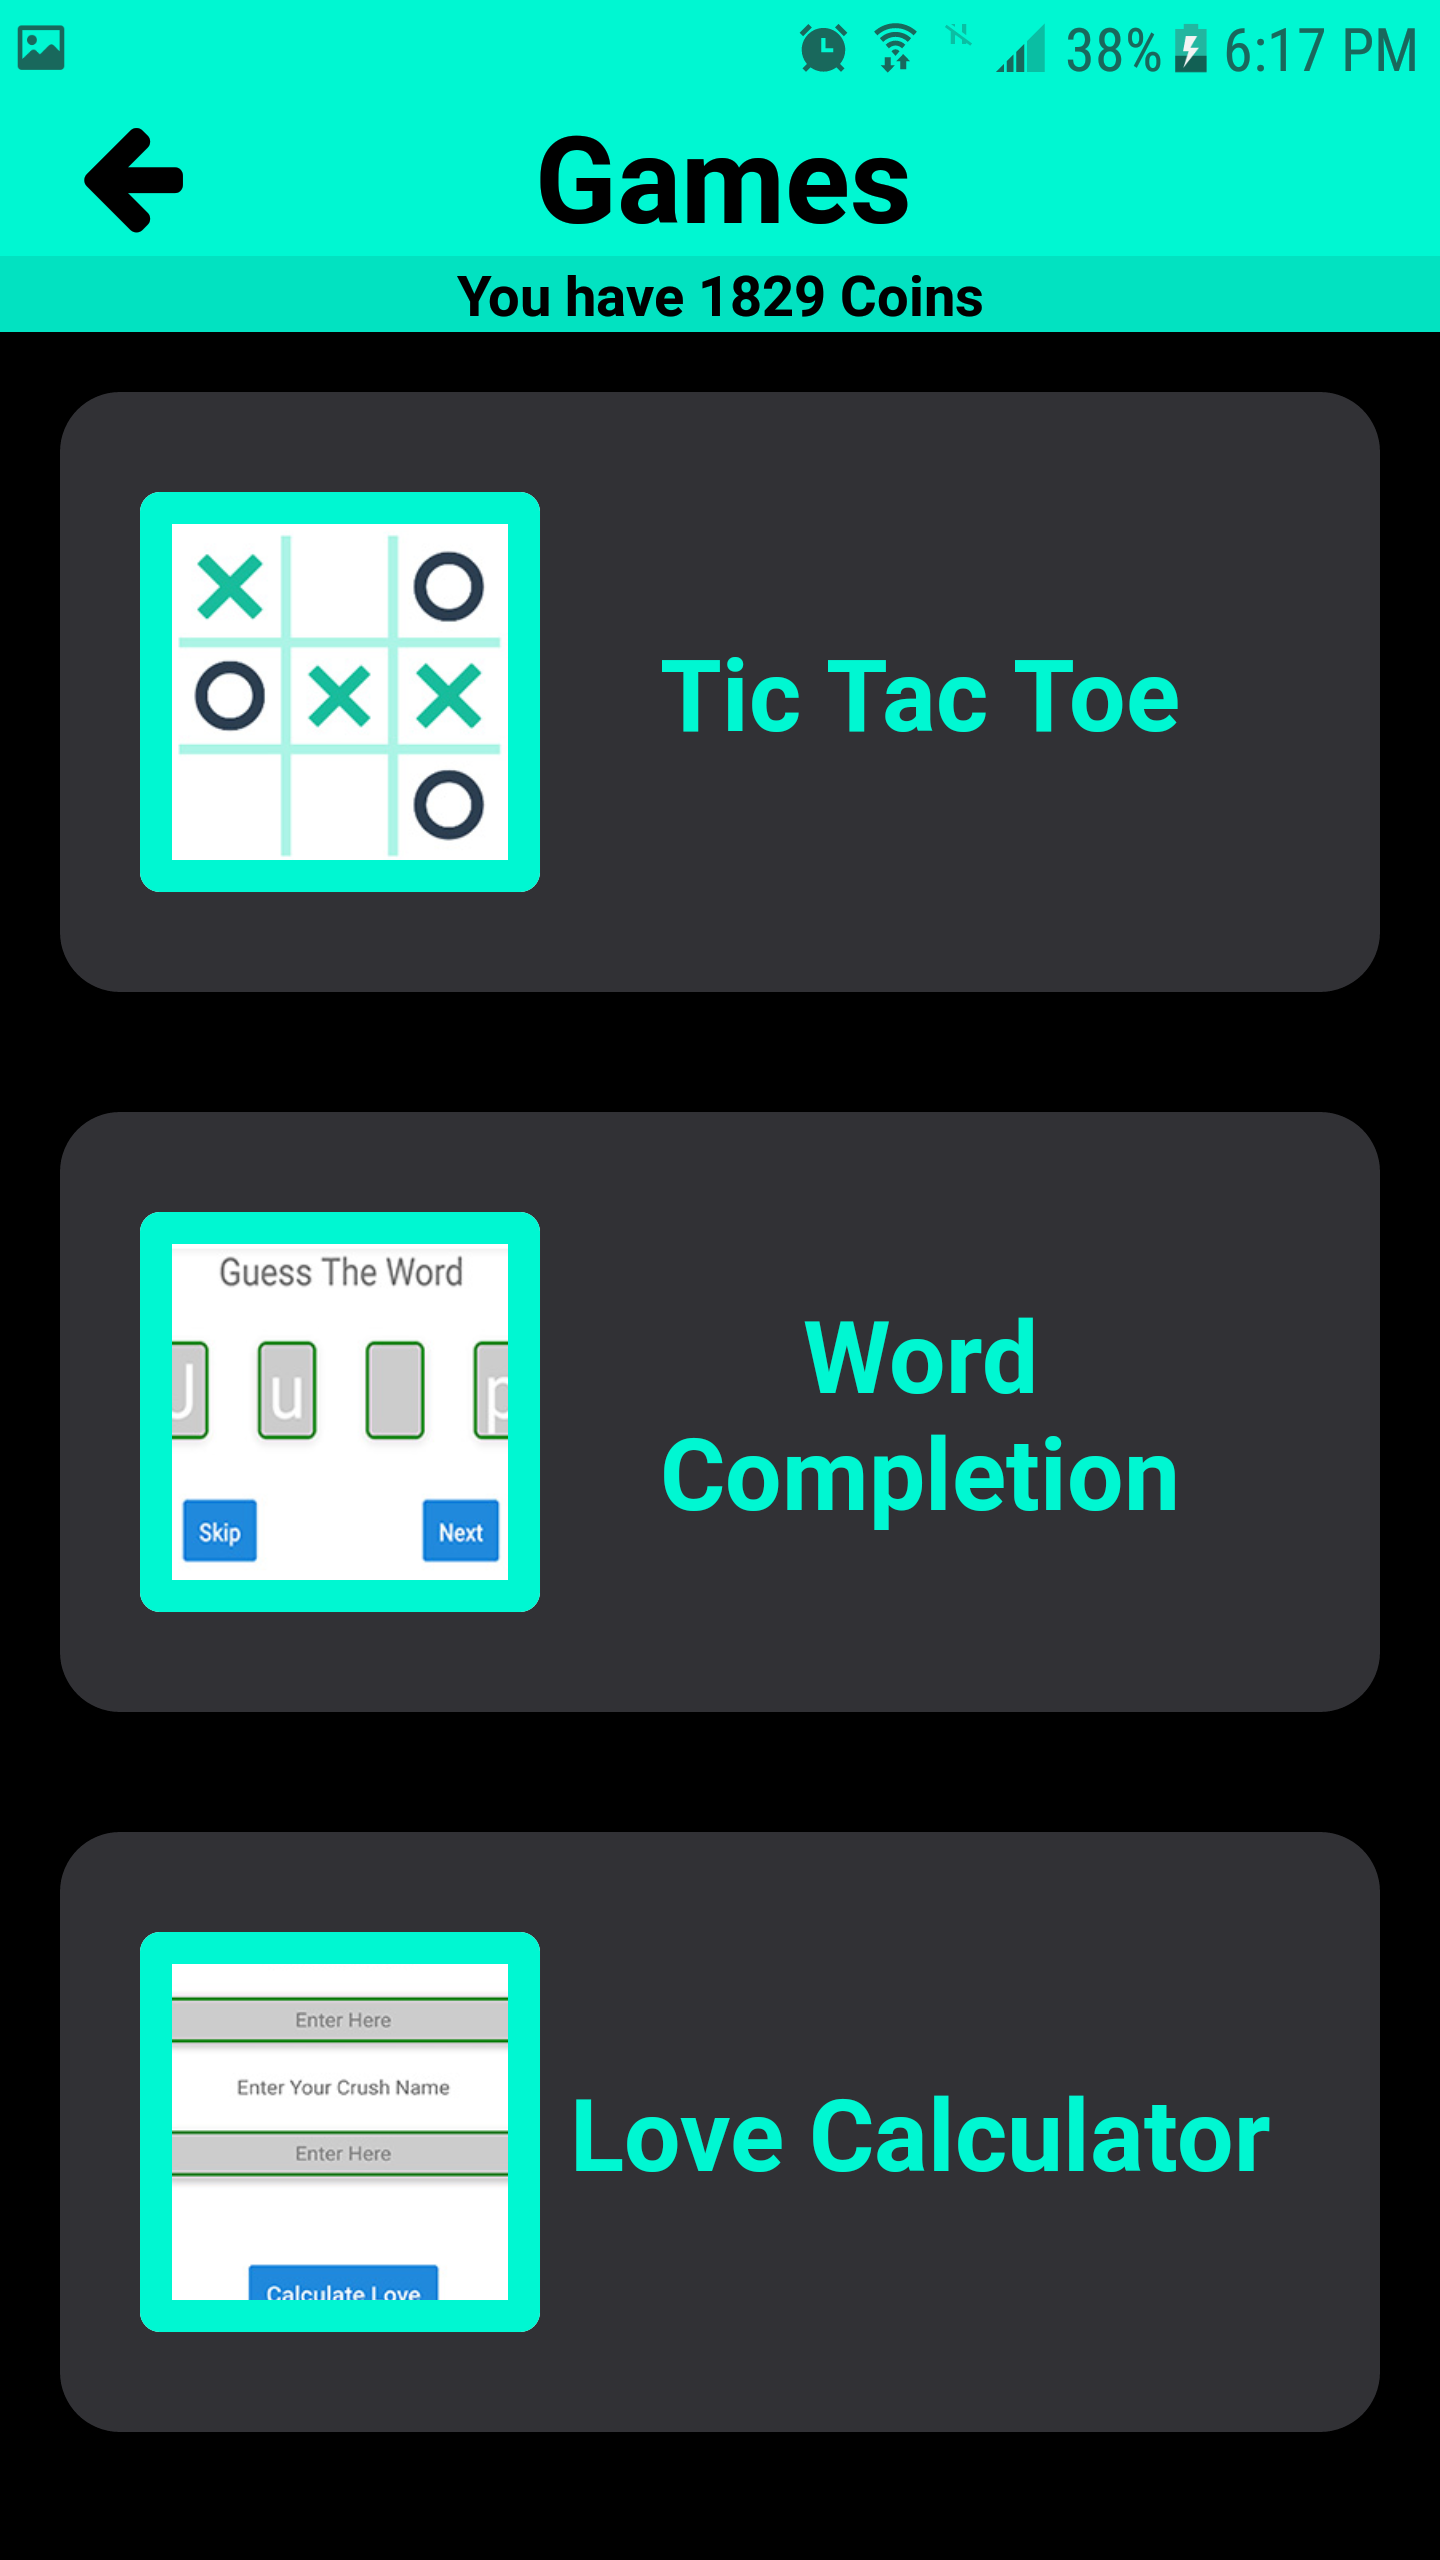 38% 6:17 PM
Games
You have 1829 Coins
Tic Tac Toe
Guess The Word
u
p
Skip
Next
Word
Completion
Enter Here
Enter Your Crush Name
Enter Here
Calculate Love
Love Calculator